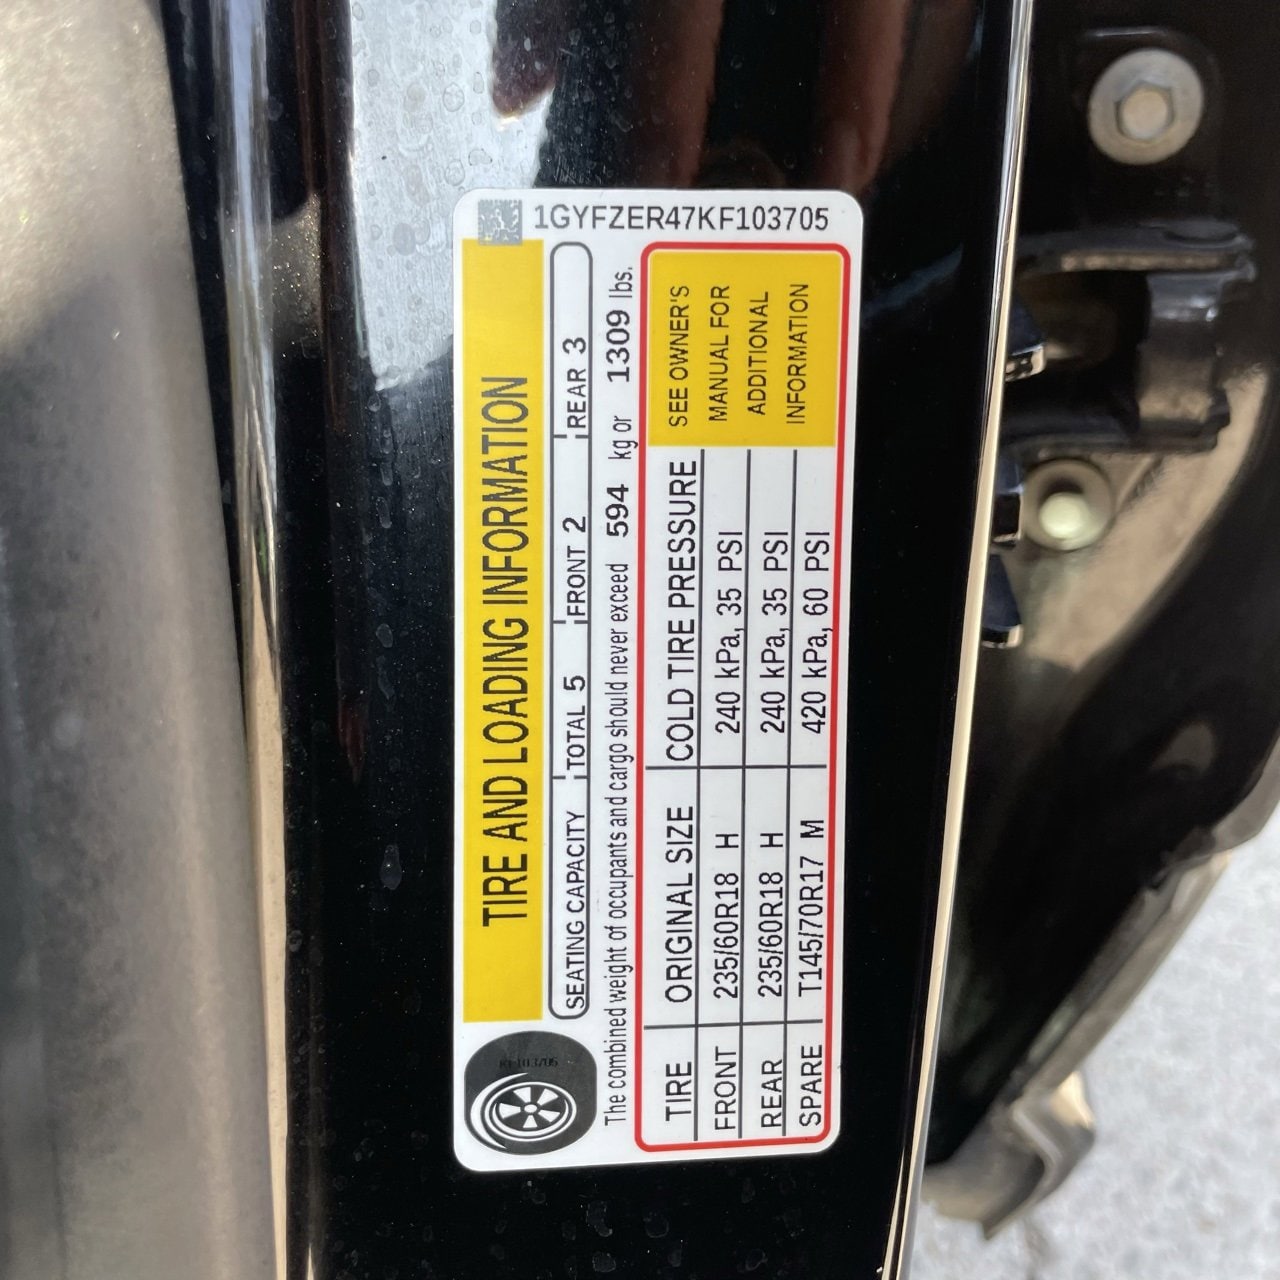 1GYFZER47KF103705
TIRE AND LOADING INFORMATION
SEATING CAPACITY TOTAL 5 FRONT 2 REAR 3
The combined weight of occupants and cargo should never exceed 594 kg or 1309 lbs.
TIRE ORIGINAL SIZE COLD TIRE PRESSURE
FRONT 235/60R18 H 240 kPa, 35 PSI
REAR 235/60R18 H 240 kPa, 35 PSI
SPARE T145/70R17 M 420 kPa, 60 PSI
SEE OWNER'S
MANUAL FOR
ADDITIONAL
INFORMATION